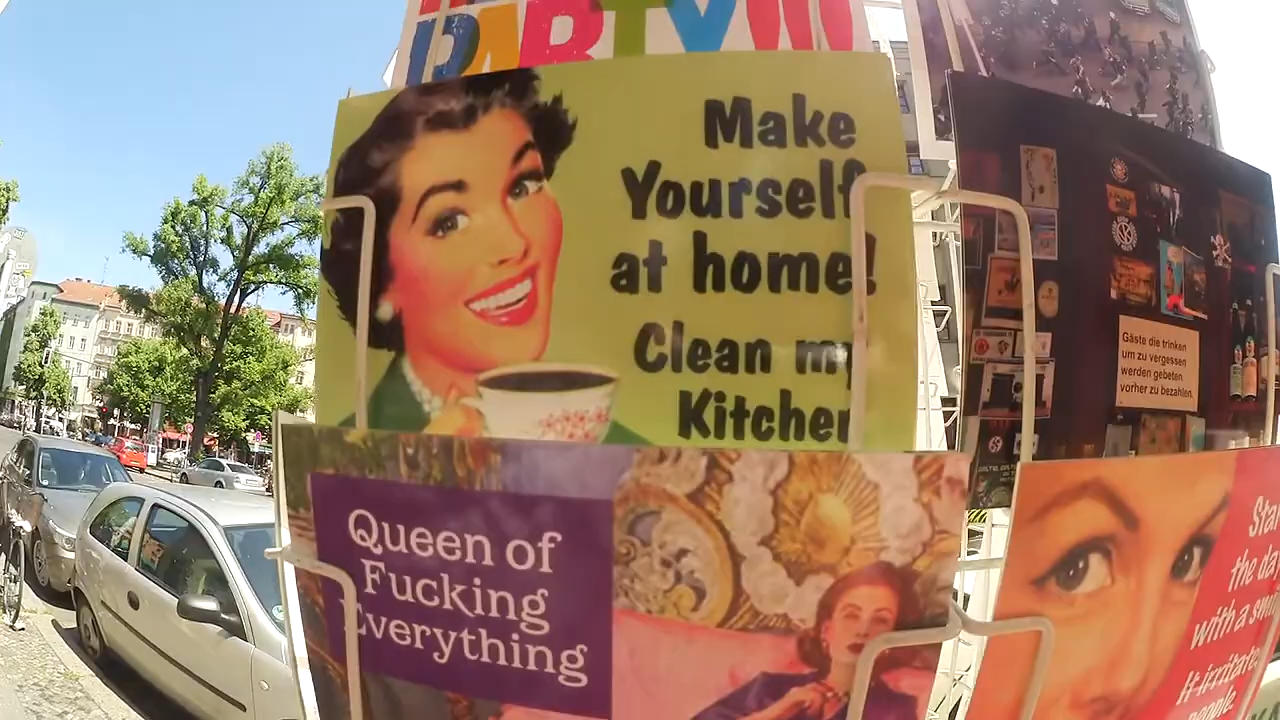 PARTY
Make
Yourself
at home!
Clean my
Kitchen
Queen of
Fucking
Everything
Gäste die trinken
um zu vergessen
werden gebeten
vorher zu bezahlen.
the day
with a smile
It irritates
people.